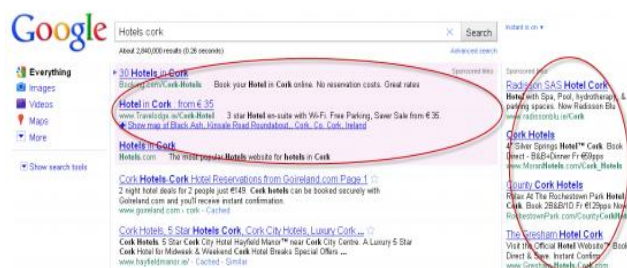 Google
Hotels cork
Search
Instant is on
About 2,840,000 results (0.26 seconds)
Advanced search
Everything
Images
Videos
Maps
More
Show search tools
30 Hotels in Cork
Booking.com/Cork-Hotels Book your Hotel in Cork online. No reservation costs. Great rates
Sponsored links
Hotel in Cork : from € 35
www.Travelodge.ie/Cork-Hotel 3 star Hotel en-suite with Wi-Fi. Free Parking, Saver Sale from € 35.
Show map of Black Ash, Kinsale Road Roundabout, Cork, Co. Cork, Ireland
Hotels in Cork
Hotels.com The most popular Hotels website for hotels in Cork
Cork Hotels-Cork Hotel Reservations from Goireland.com Page 1
2 night hotel deals for 2 people just €149. Cork hotels can be booked securely with
Goireland.com and you'll receive instant confirmation.
www.goireland.com › cork - Cached
Cork Hotels, 5 Star Hotels Cork, Cork City Hotels, Luxury Cork ...
Cork Hotels. 5 Star Cork City Hotel Hayfield Manor™ near Cork City Centre. A Luxury 5 Star
Cork Hotel for Midweek & Weekend Cork Hotel Breaks Special Offers ...
www.hayfieldmanor.ie/ - Cached - Similar
Sponsored links
Radisson SAS Hotel Cork
Hotel with Spa, Pool, hydrotherapy, &
parking spaces. Now Radisson Blu
www.radissonblu.ie/Cork
Cork Hotels
4* Silver Springs Hotel™ Cork. Book
Direct - B&B+Dinner Fr €59pps
www.MoranHotels.com/Cork_Hotels
County Cork Hotels
Relax At The Rochestown Park Hotel
Cork. Book 2B&B/1D Fr €129pps Now
RochestownPark.com/CountyCorkHotel
The Gresham Hotel Cork
Visit the Official Hotel Website™ Book
Direct & Save. Instant Confirm
www.Gresham-Hotels-Cork.com